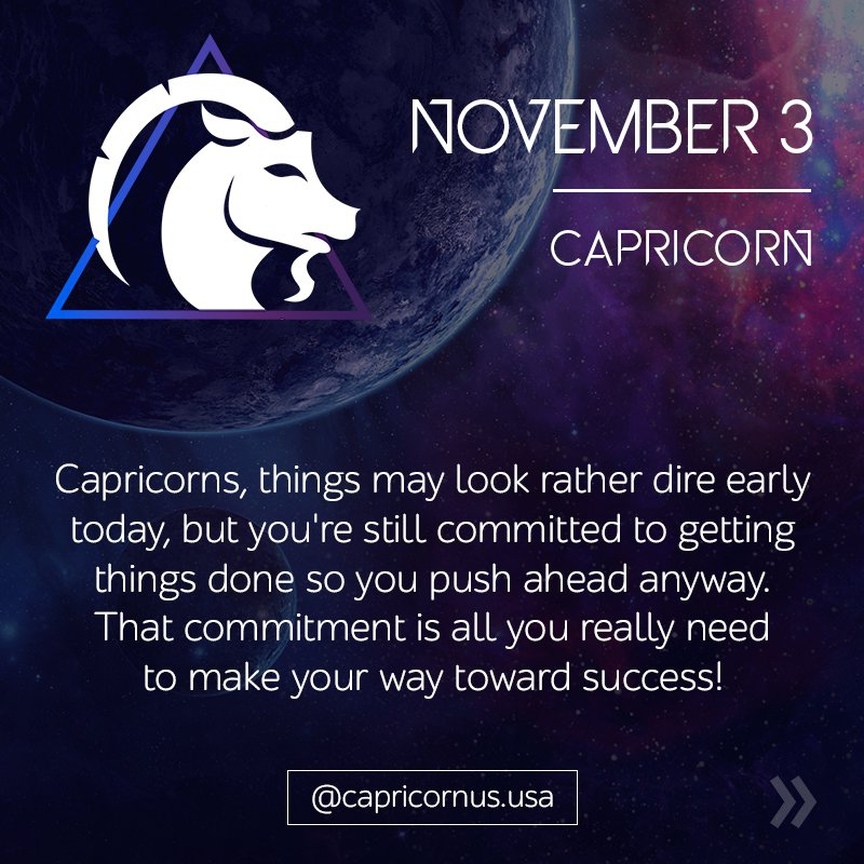 NOVEMBER 3
CAPRICORN
Capricorns, things may look rather dire early
today, but you're still committed to getting
things done so you push ahead anyway.
That commitment is all you really need
to make your way toward success!
@capricornus.usa